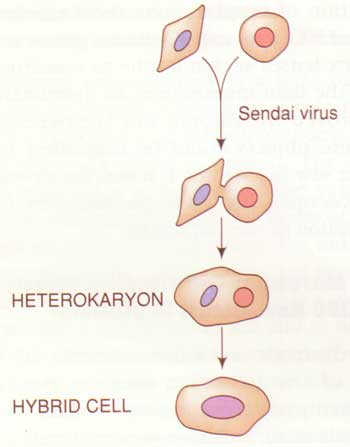 Sendai virus
HETEROKARYON
HYBRID CELL